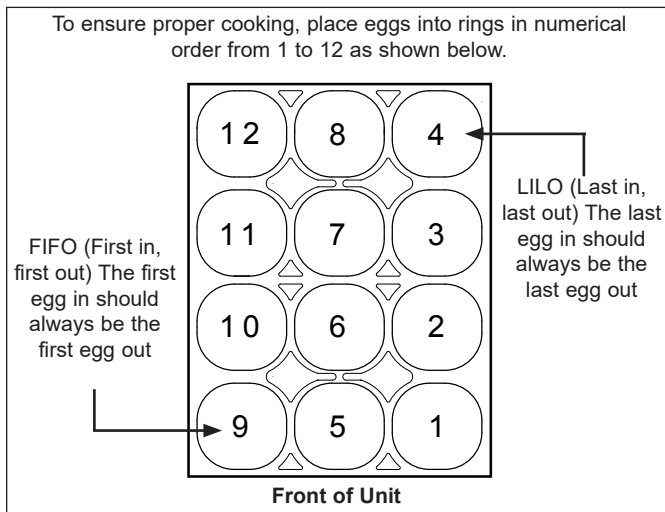 To ensure proper cooking, place eggs into rings in numerical
order from 1 to 12 as shown below.
12 8 4
11 7 3
10 6 2
9 5 1
FIFO (First in,
first out) The first
egg in should
always be the
first egg out
LILO (Last in,
last out) The last
egg in should
always be the
last egg out
Front of Unit